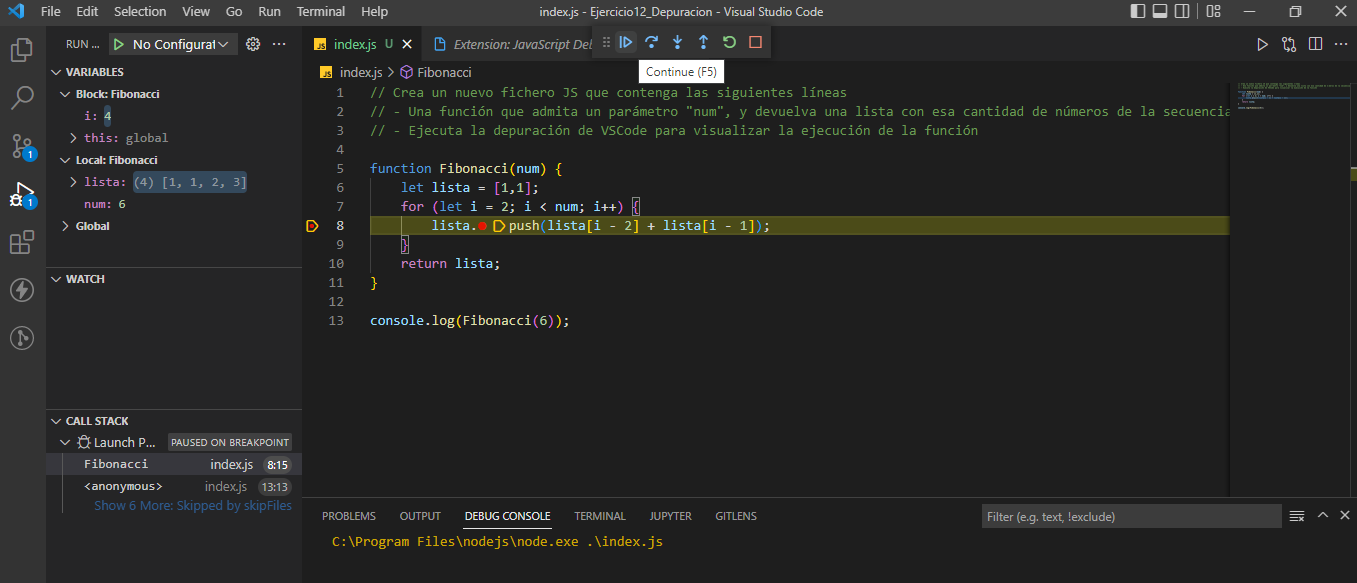 File Edit Selection View Go Run Terminal Help
index.js - Ejercicio12_Depuracion - Visual Studio Code
RUN ...
No Configurat
JS index.js U
Extension: JavaScript De
Continue (F5)
JS index.js > Fibonacci
VARIABLES
Block: Fibonacci
i: 4
this: global
Local: Fibonacci
lista: (4) [1, 1, 2, 3]
num: 6
Global
WATCH
CALL STACK
Launch P... PAUSED ON BREAKPOINT
Fibonacci index.js 8:15
<anonymous> index.js 13:13
Show 6 More: Skipped by skipFiles
1
1
1 // Crea un nuevo fichero JS que contenga las siguientes líneas
2 // - Una función que admita un parámetro "num", y devuelva una lista con esa cantidad de números de la secuencia
3 // - Ejecuta la depuración de VSCode para visualizar la ejecución de la función
4
5 function Fibonacci(num) {
6 let lista = [1,1];
7 for (let i = 2; i < num; i++) {
8 lista.push(lista[i - 2] + lista[i - 1]);
9 }
10 return lista;
11 }
12
13 console.log(Fibonacci(6));
PROBLEMS OUTPUT DEBUG CONSOLE TERMINAL JUPYTER GITLENS
Filter (e.g. text, !exclude)
C:\Program Files\nodejs\node.exe .\index.js